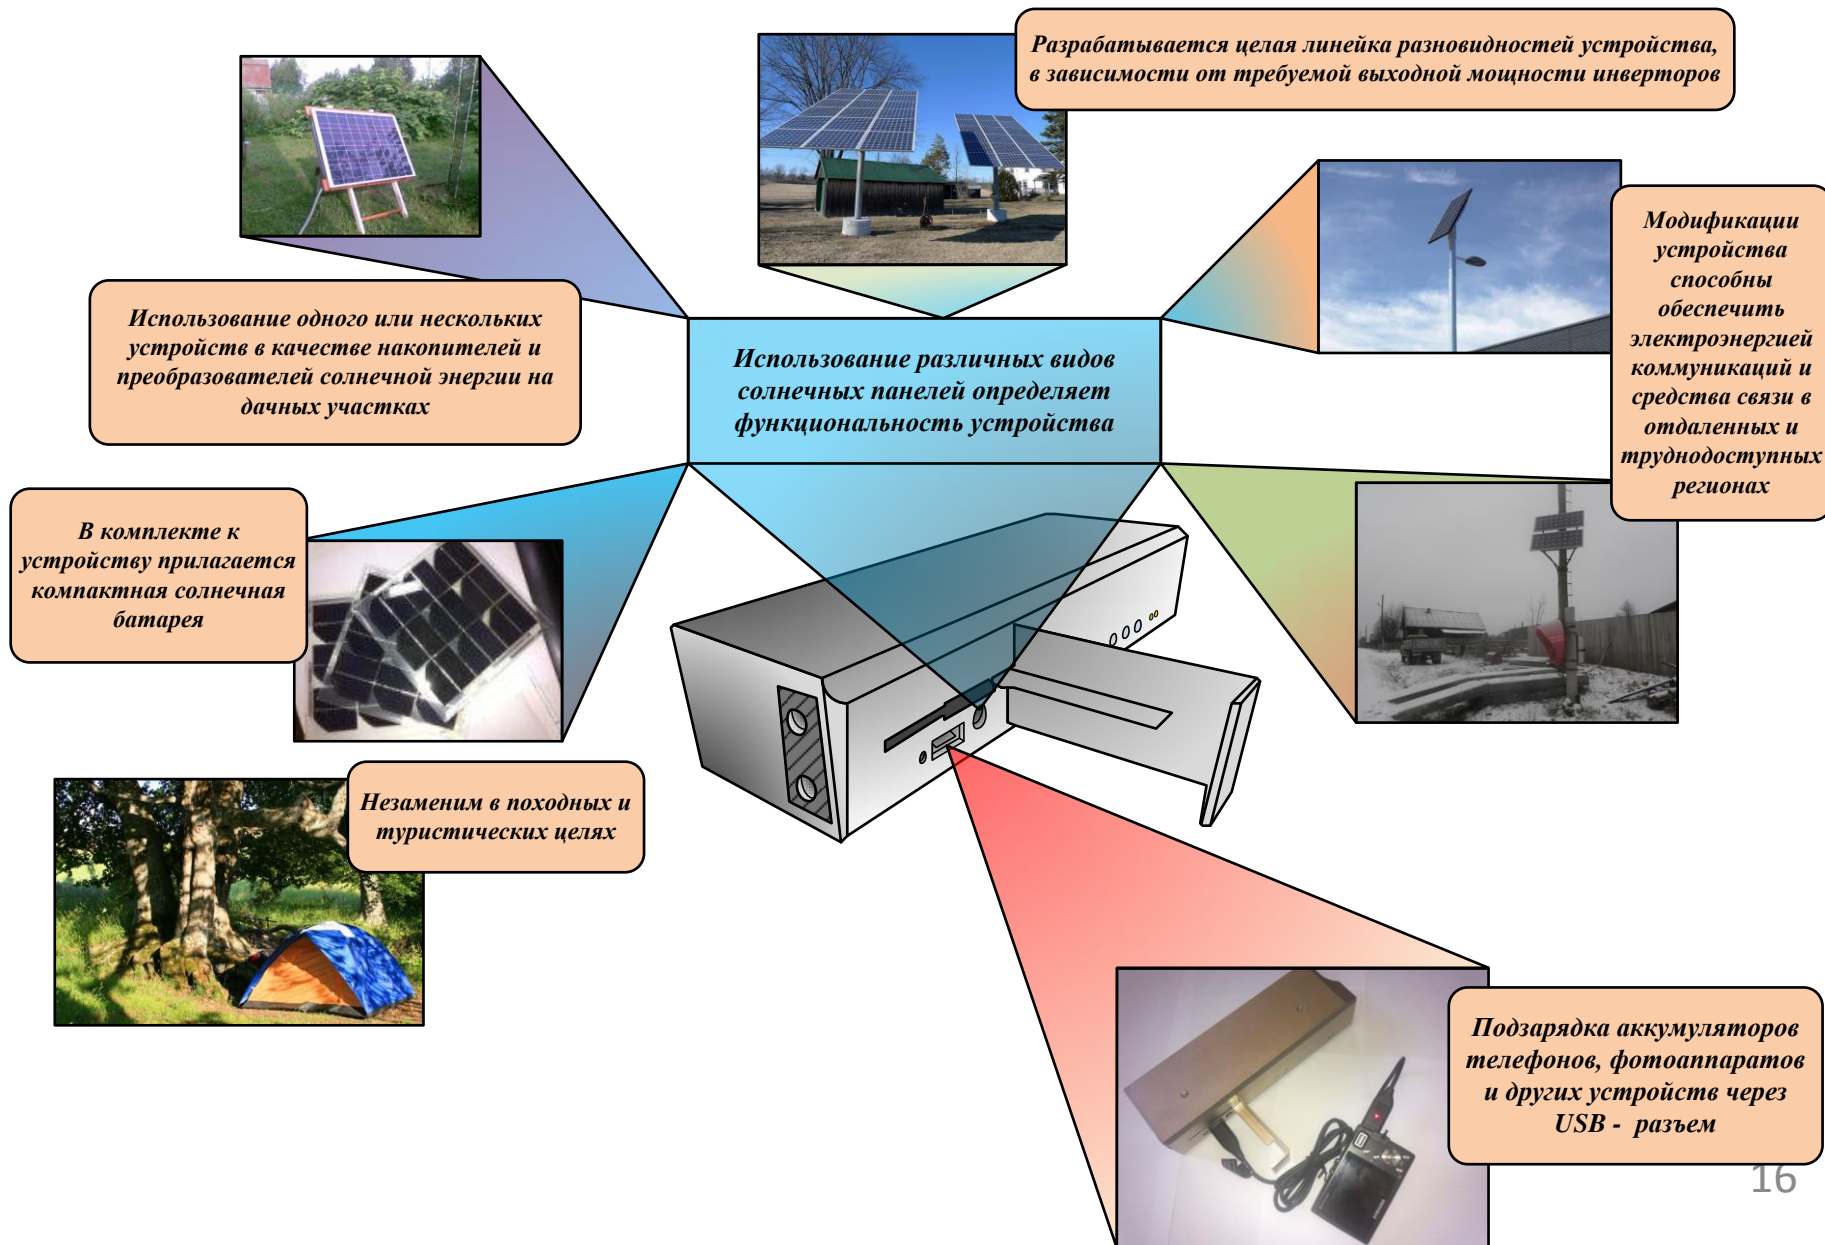 Разрабатывается целая линейка разновидностей устройства,
в зависимости от требуемой выходной мощности инверторов
Модификации
устройства
способны
обеспечить
электроэнергией
коммуникаций и
средства связи в
отдаленных и
труднодоступных
регионах
Использование одного или нескольких
устройств в качестве накопителей и
преобразователей солнечной энергии на
дачных участках
Использование различных видов
солнечных панелей определяет
функциональность устройства
В комплекте к
устройству прилагается
компактная солнечная
батарея
Незаменим в походных и
туристических целях
Подзарядка аккумуляторов
телефонов, фотоаппаратов
и других устройств через
USB - разъем
16